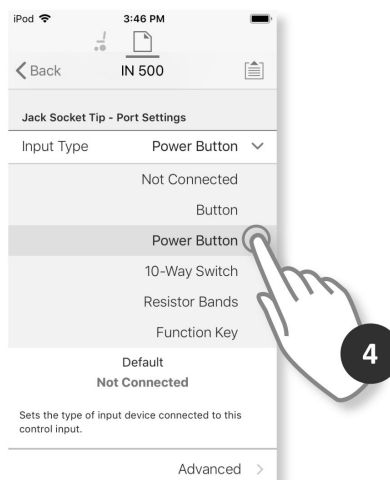 iPod 3:46 PM
Back IN 500
Jack Socket Tip - Port Settings
Input Type Power Button
Not Connected
Button
Power Button
10-Way Switch
Resistor Bands
Function Key
4
Default
Not Connected
Sets the type of input device connected to this
control input.
Advanced